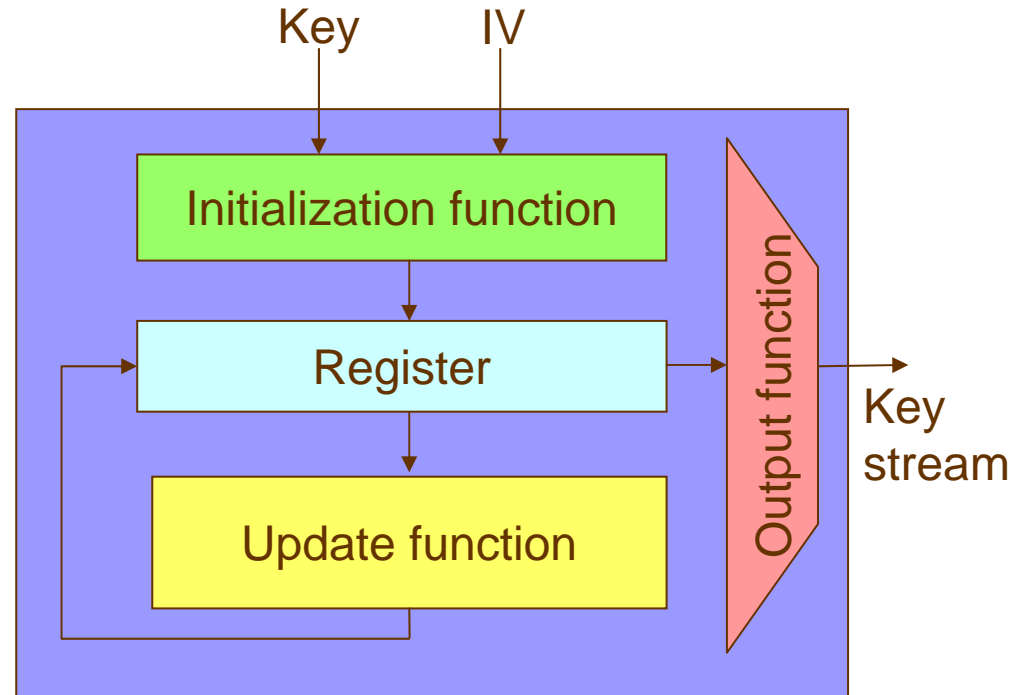 Key IV
Initialization function
Register
Update function
Output function
Key
stream